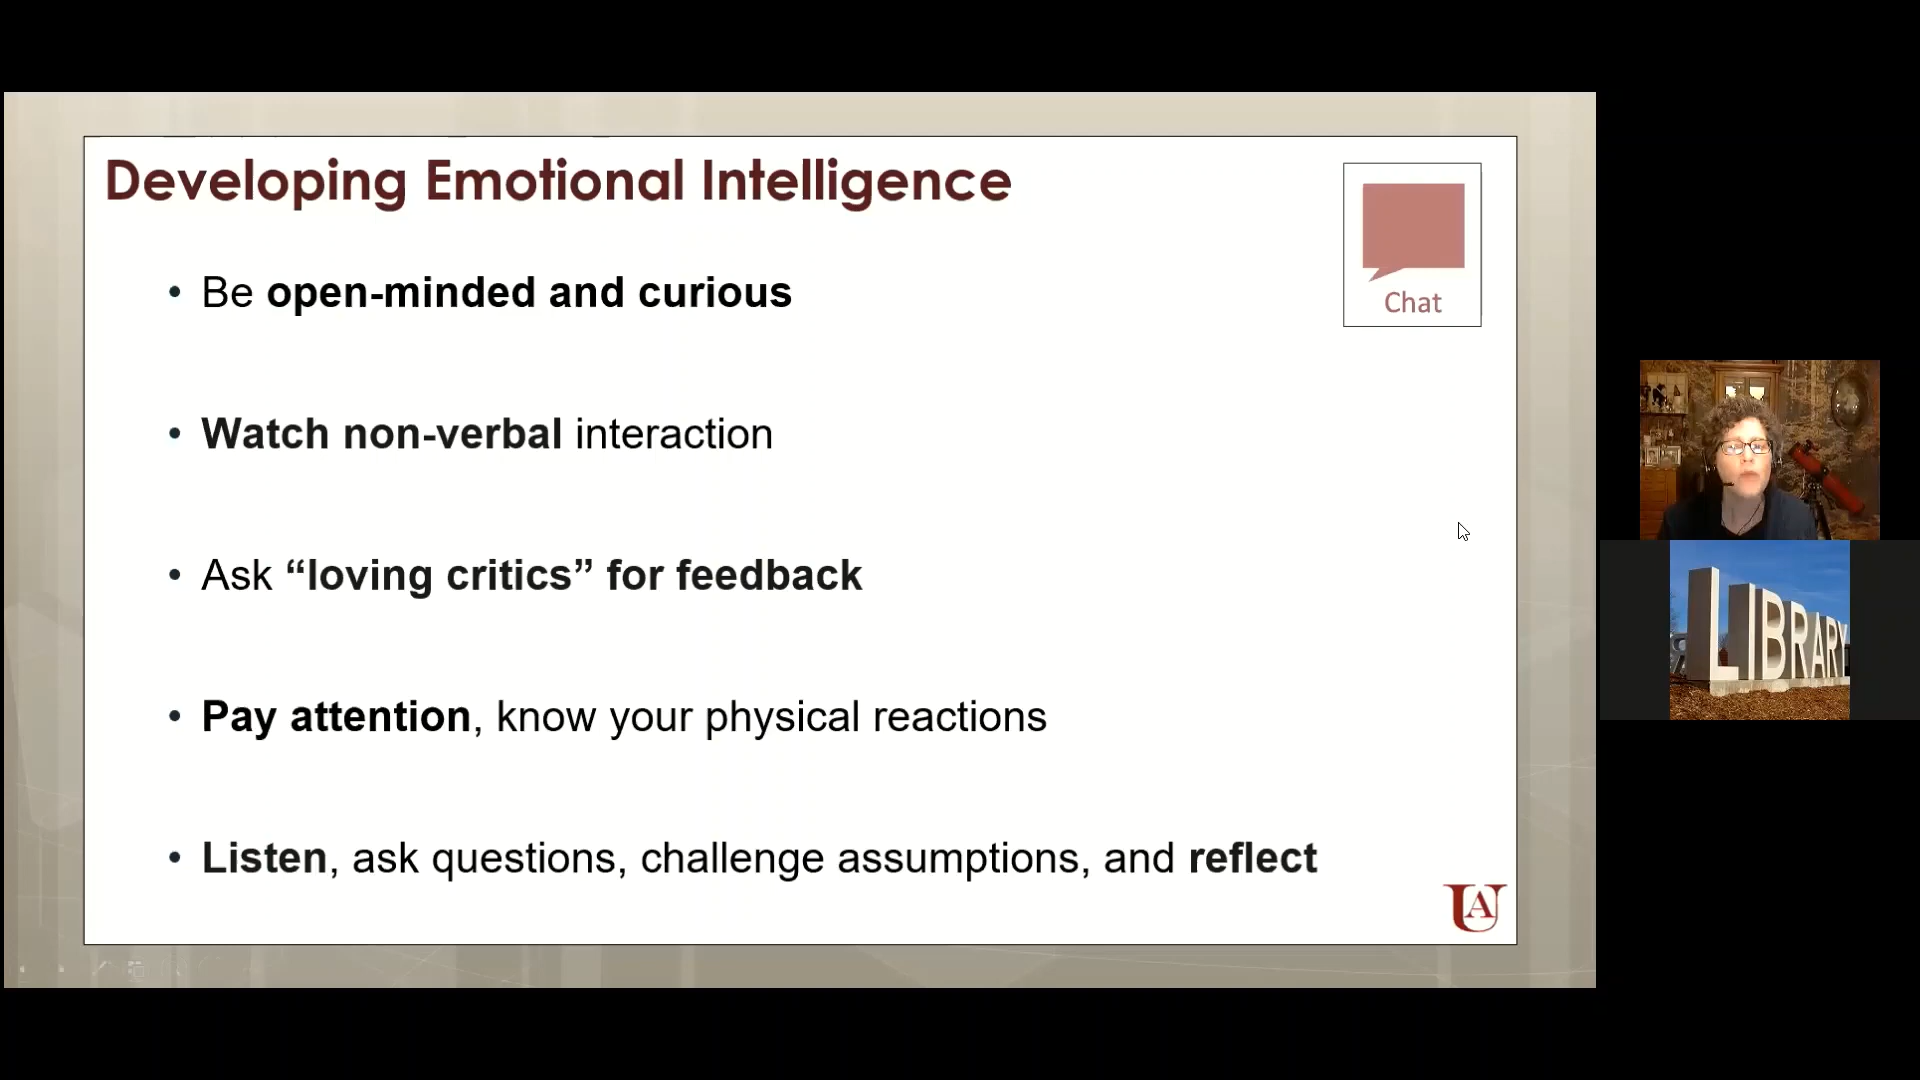 Developing Emotional Intelligence
Chat
• Be open-minded and curious
• Watch non-verbal interaction
• Ask “loving critics” for feedback
• Pay attention, know your physical reactions
• Listen, ask questions, challenge assumptions, and reflect
UA
LIBRARY